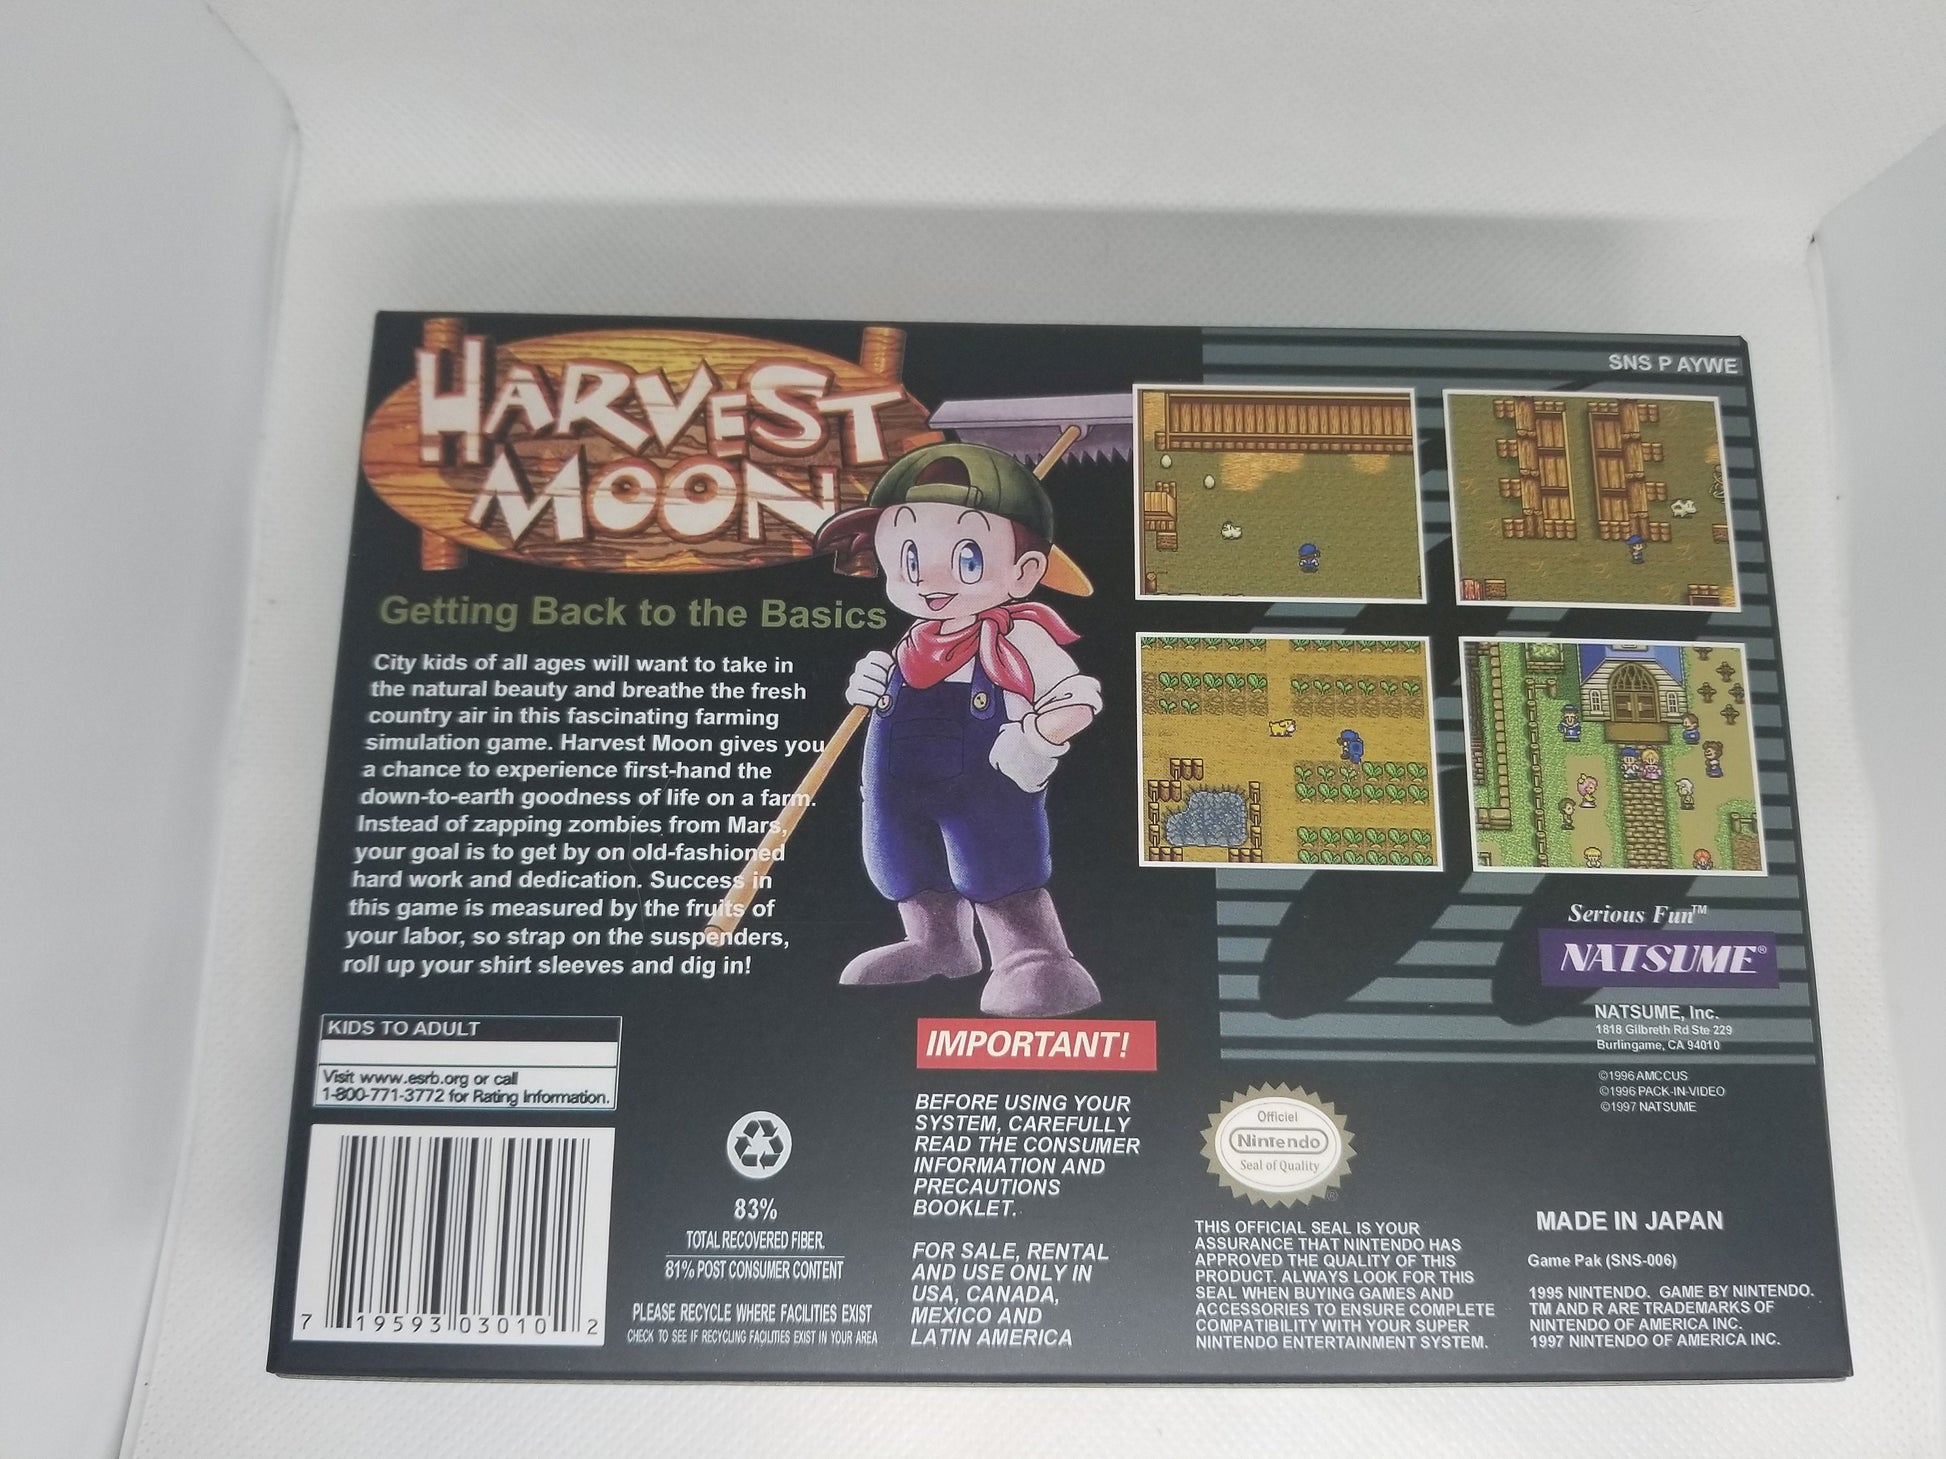 HARVEST
MOON
SNS P AYWE
Getting Back to the Basics
City kids of all ages will want to take in
the natural beauty and breathe the fresh
country air in this fascinating farming
simulation game. Harvest Moon gives you
a chance to experience first-hand the
down-to-earth goodness of life on a farm.
Instead of zapping zombies from Mars,
your goal is to get by on old-fashioned
hard work and dedication. Success in
this game is measured by the fruits of
your labor, so strap on the suspenders,
roll up your shirt sleeves and dig in!
KIDS TO ADULT
Visit www.esrb.org or call
1-800-771-3772 for Rating Information.
7 19593 03010 2
83%
TOTAL RECOVERED FIBER.
81% POST CONSUMER CONTENT
PLEASE RECYCLE WHERE FACILITIES EXIST
CHECK TO SEE IF RECYCLING FACILITIES EXIST IN YOUR AREA
IMPORTANT!
BEFORE USING YOUR
SYSTEM, CAREFULLY
READ THE CONSUMER
INFORMATION AND
PRECAUTIONS
BOOKLET.
FOR SALE, RENTAL
AND USE ONLY IN
USA, CANADA,
MEXICO AND
LATIN AMERICA
Officiel
Nintendo
Seal of Quality
®
THIS OFFICIAL SEAL IS YOUR
ASSURANCE THAT NINTENDO HAS
APPROVED THE QUALITY OF THIS
PRODUCT. ALWAYS LOOK FOR THIS
SEAL WHEN BUYING GAMES AND
ACCESSORIES TO ENSURE COMPLETE
COMPATIBILITY WITH YOUR SUPER
NINTENDO ENTERTAINMENT SYSTEM.
Serious Fun™
NATSUME®
NATSUME, Inc.
1818 Gilbreth Rd Ste 229
Burlingame, CA 94010
©1996 AMCCUS
©1996 PACK-IN-VIDEO
©1997 NATSUME
MADE IN JAPAN
Game Pak (SNS-006)
1995 NINTENDO. GAME BY NINTENDO.
TM AND R ARE TRADEMARKS OF
NINTENDO OF AMERICA INC.
1997 NINTENDO OF AMERICA INC.